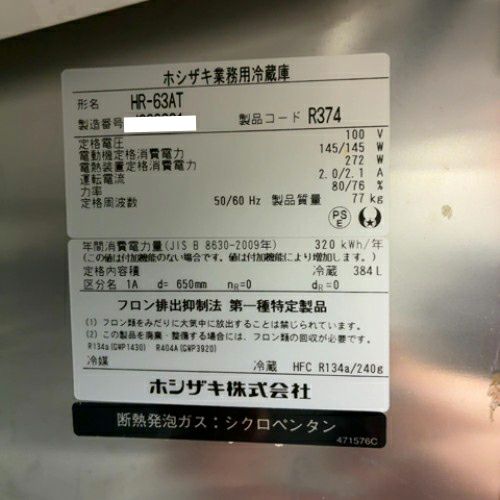 ホシザキ業務用冷蔵庫
形名 HR-63AT
製造番号 製品コード R374
定格電圧 100 V
電動機定格消費電力 145/145 W
電熱装置定格消費電力 272 W
運転電流 2.0/2.1 A
力率 80/76 %
定格周波数 50/60 Hz 製品質量 77 kg
PS
E
年間消費電力量(JIS B 8630-2009年) 320 kWh/年
(この値は付加機能のない場合です。値は付加機能により増加します。)
定格内容積 冷蔵 384 L
区分名 1A d= 650mm nR=0 dR=0
フロン排出抑制法 第一種特定製品
(1) フロン類をみだりに大気中に放出することは禁じられています。
(2) この製品を廃棄・整備する場合には、フロン類の回収が必要です。
R134a(GWP1430) R404A(GWP3920)
冷媒 冷蔵 HFC R134a/240g
ホシザキ株式会社
断熱発泡ガス：シクロペンタン
471576C